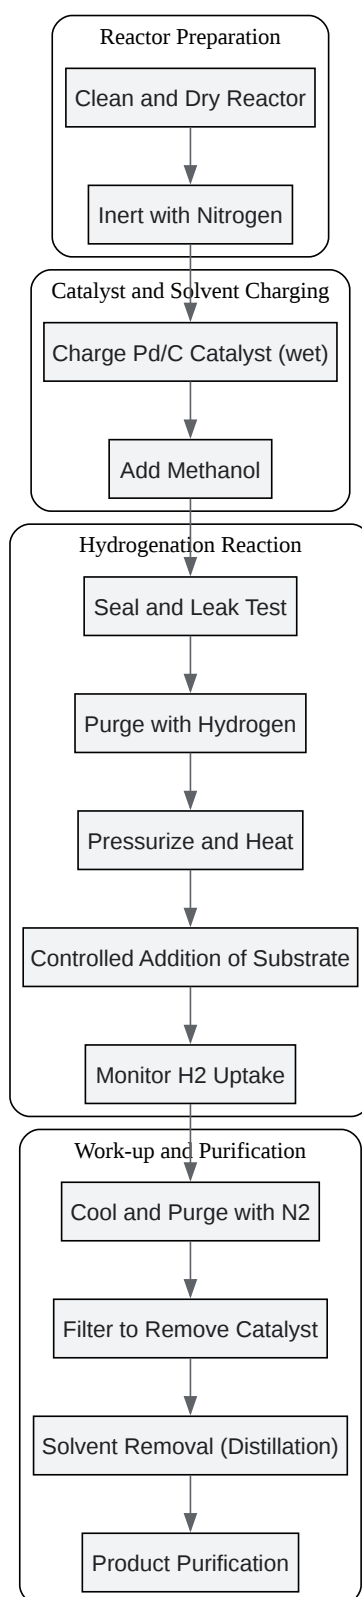 Reactor Preparation
Clean and Dry Reactor
Inert with Nitrogen
Catalyst and Solvent Charging
Charge Pd/C Catalyst (wet)
Add Methanol
Hydrogenation Reaction
Seal and Leak Test
Purge with Hydrogen
Pressurize and Heat
Controlled Addition of Substrate
Monitor H2 Uptake
Work-up and Purification
Cool and Purge with N2
Filter to Remove Catalyst
Solvent Removal (Distillation)
Product Purification